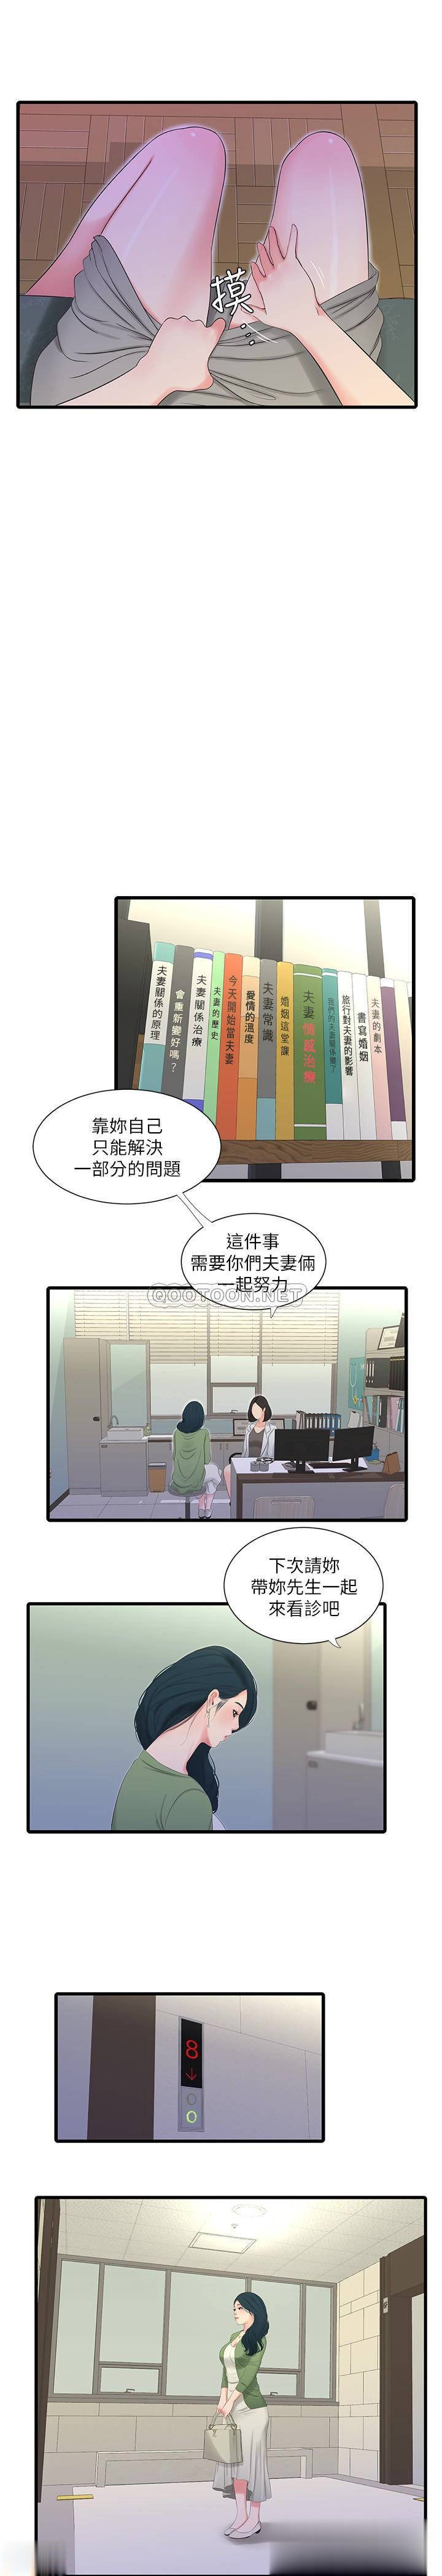 摸
夫妻關係的原理
會重新變好嗎？
夫妻關係治療
夫妻的歷史
今天開始當夫妻
愛情的溫度
夫妻常識
婚姻這堂課
夫妻情感治療
我們的夫妻關係變了
旅行對夫妻的影響
書寫婚姻
夫妻的劇本
靠妳自己
只能解決
一部分的問題
這件事
需要你們夫妻倆
一起努力
QOOTOON.NET
下次請妳
帶妳先生一起
來看診吧
8